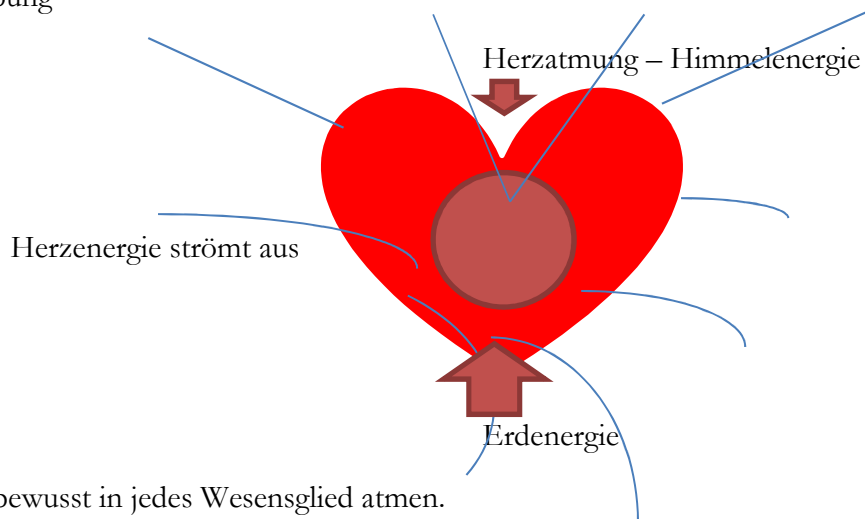 Herzatmung – Himmelenergie
Herzenergie strömt aus
Erdenergie
bewusst in jedes Wesensglied atmen.